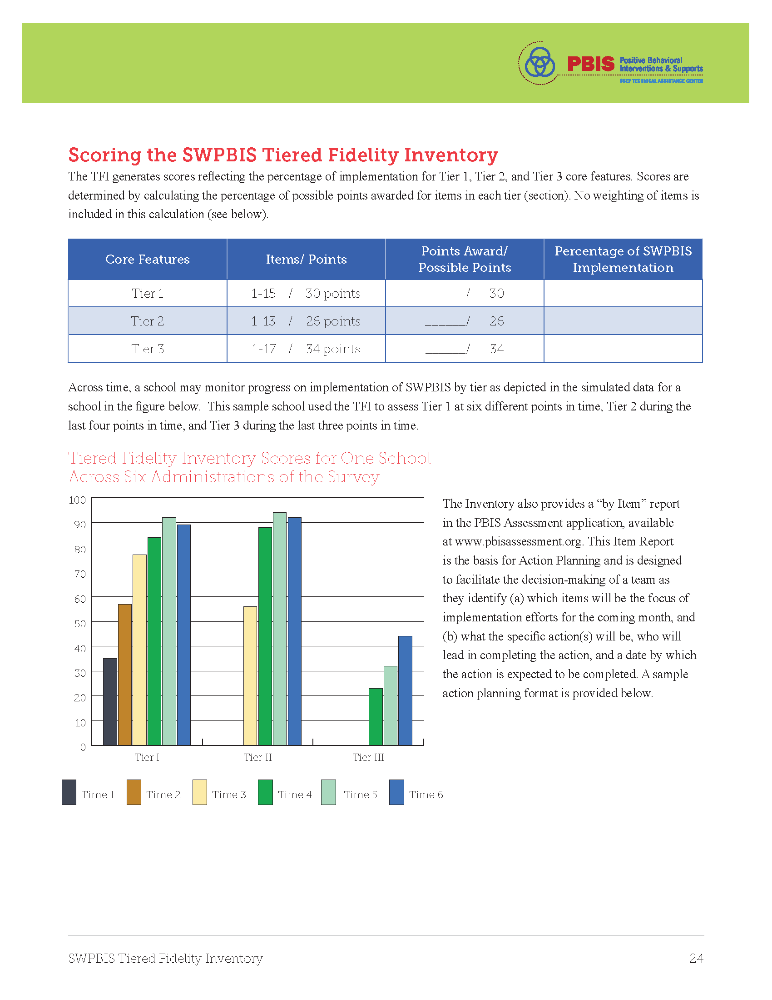 PBIS Positive Behavioral
Interventions & Supports
OSEP TECHNICAL ASSISTANCE CENTER
Scoring the SWPBIS Tiered Fidelity Inventory
The TFI generates scores reflecting the percentage of implementation for Tier 1, Tier 2, and Tier 3 core features. Scores are
determined by calculating the percentage of possible points awarded for items in each tier (section). No weighting of items is
included in this calculation (see below).
Core Features Items/ Points Points Award/ Possible Points Percentage of SWPBIS Implementation
Tier 1 1-15 / 30 points ______/ 30
Tier 2 1-13 / 26 points ______/ 26
Tier 3 1-17 / 34 points ______/ 34
Across time, a school may monitor progress on implementation of SWPBIS by tier as depicted in the simulated data for a
school in the figure below. This sample school used the TFI to assess Tier 1 at six different points in time, Tier 2 during the
last four points in time, and Tier 3 during the last three points in time.
Tiered Fidelity Inventory Scores for One School
Across Six Administrations of the Survey
100
90
80
70
60
50
40
30
20
10
0
Tier I Tier II Tier III
Time 1 Time 2 Time 3 Time 4 Time 5 Time 6
The Inventory also provides a “by Item” report
in the PBIS Assessment application, available
at www.pbisassessment.org. This Item Report
is the basis for Action Planning and is designed
to facilitate the decision-making of a team as
they identify (a) which items will be the focus of
implementation efforts for the coming month, and
(b) what the specific action(s) will be, who will
lead in completing the action, and a date by which
the action is expected to be completed. A sample
action planning format is provided below.
SWPBIS Tiered Fidelity Inventory 24